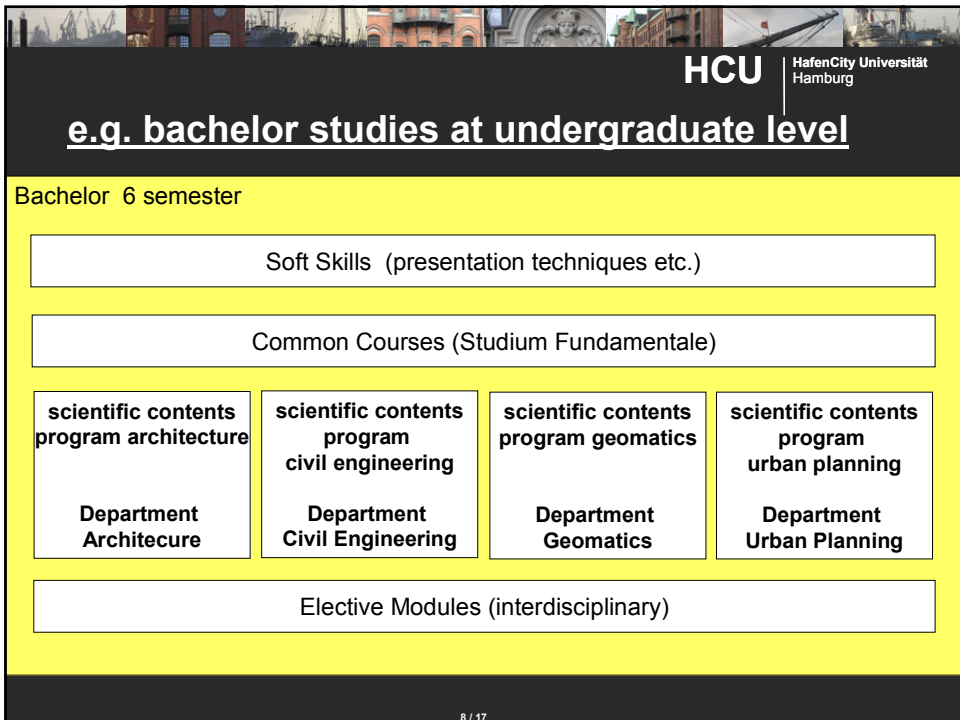 HCU
HafenCity Universität
Hamburg
e.g. bachelor studies at undergraduate level
Bachelor 6 semester
Soft Skills (presentation techniques etc.)
Common Courses (Studium Fundamentale)
scientific contents
program architecture
Department
Architecure
scientific contents
program
civil engineering
Department
Civil Engineering
scientific contents
program geomatics
Department
Geomatics
scientific contents
program
urban planning
Department
Urban Planning
Elective Modules (interdisciplinary)
8 / 17